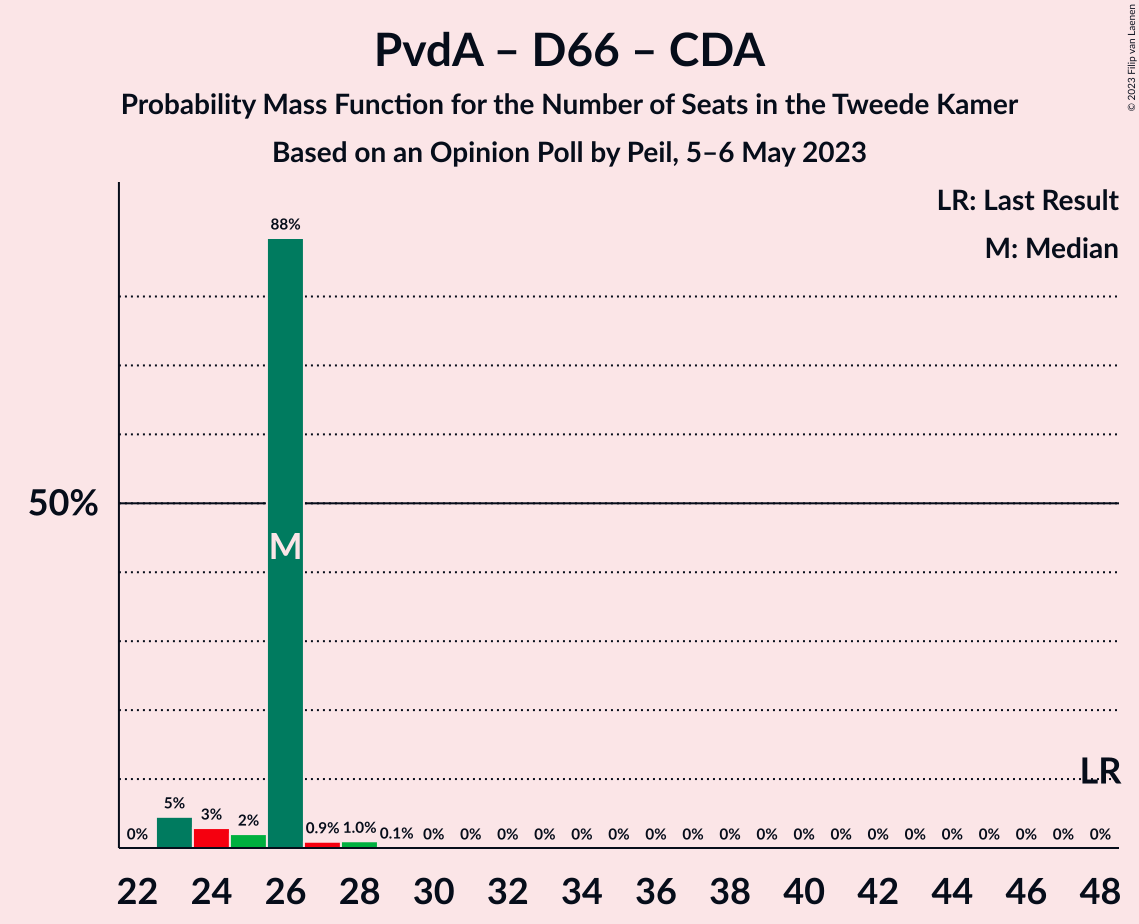 PvdA – D66 – CDA
Probability Mass Function for the Number of Seats in the Tweede Kamer
Based on an Opinion Poll by Peil, 5–6 May 2023
© 2023 Filip van Laenen
LR: Last Result
M: Median
88%
50%
M
LR
0% 5% 3% 2% 0.9% 1.0% 0.1% 0% 0% 0% 0% 0% 0% 0% 0% 0% 0% 0% 0% 0% 0% 0% 0% 0% 0% 0%
22 24 26 28 30 32 34 36 38 40 42 44 46 48